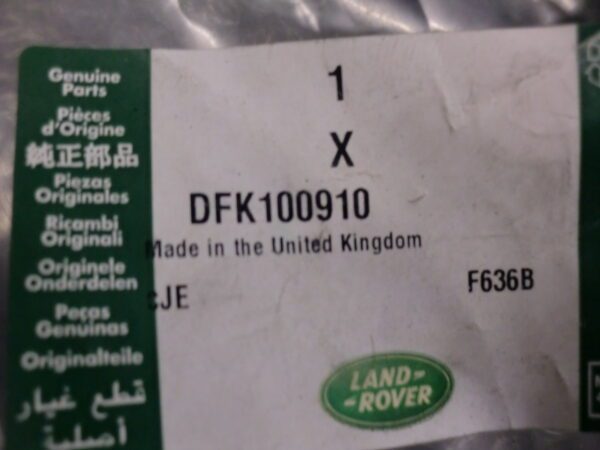 Genuine
Parts
Pièces
d'Origine
純正部品
Piezas
Originales
Ricambi
Originali
Originele
Onderdelen
Peças
Genuinas
Originalteile
قطع غيار
أصلية
1
X
DFK100910
Made in the United Kingdom
JE
F636B
LAND-
-ROVER